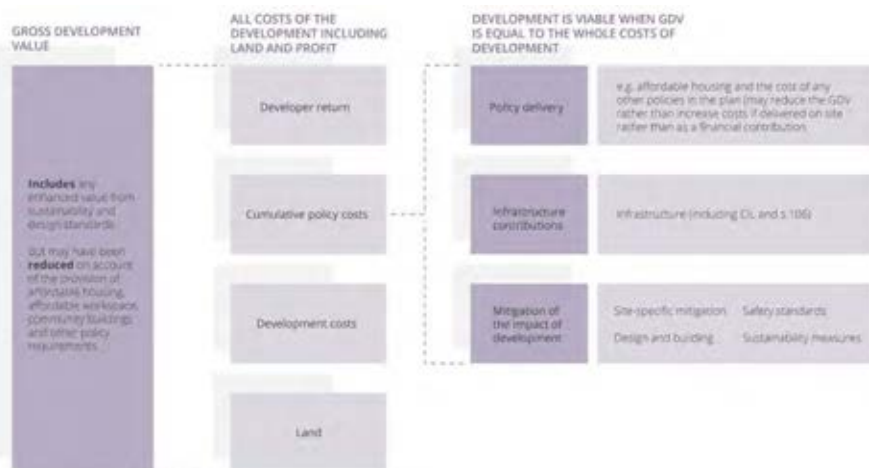 GROSS DEVELOPMENT
VALUE
Includes any
enhanced value from
sustainability and
design standards.
But may have been
reduced on account
of the provision of
affordable housing,
affordable workspace,
community buildings,
and other policy
requirements.
ALL COSTS OF THE
DEVELOPMENT INCLUDING
LAND AND PROFIT
Developer return
Cumulative policy costs
Development costs
Land
DEVELOPMENT IS VIABLE WHEN GDV
IS EQUAL TO THE WHOLE COSTS OF
DEVELOPMENT
Policy delivery
e.g. affordable housing and the cost of any
other policies in the plan (may reduce the GDV
rather than increase costs if delivered on site
rather than as a financial contribution
Infrastructure
contributions
Infrastructure (including CIL and s.106)
Mitigation of
the impact of
development
Site-specific mitigation Safety standards
Design and building Sustainability measures